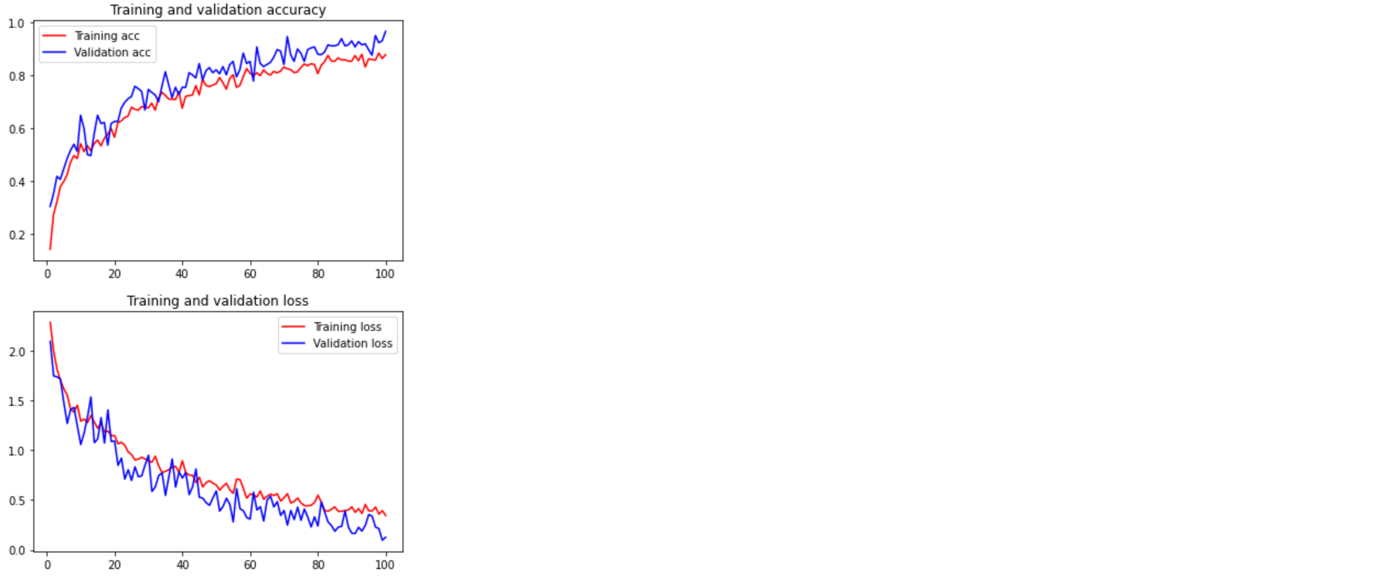 Training and validation accuracy
1.0
Training acc
Validation acc
0.8
0.6
0.4
0.2
0 20 40 60 80 100
Training and validation loss
Training loss
Validation loss
2.0
1.5
1.0
0.5
0.0
0 20 40 60 80 100